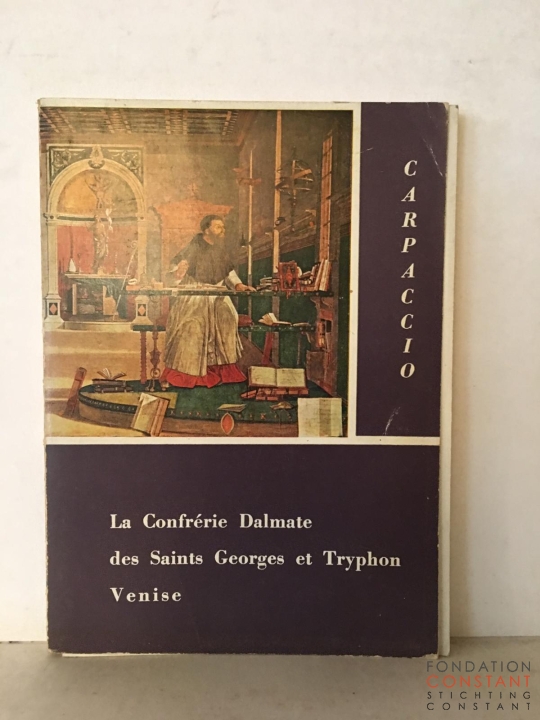 CARPACCIO
La Confrérie Dalmate
des Saints Georges et Tryphon
Venise
FONDATION
CONSTANT
STICHTING
CONSTANT